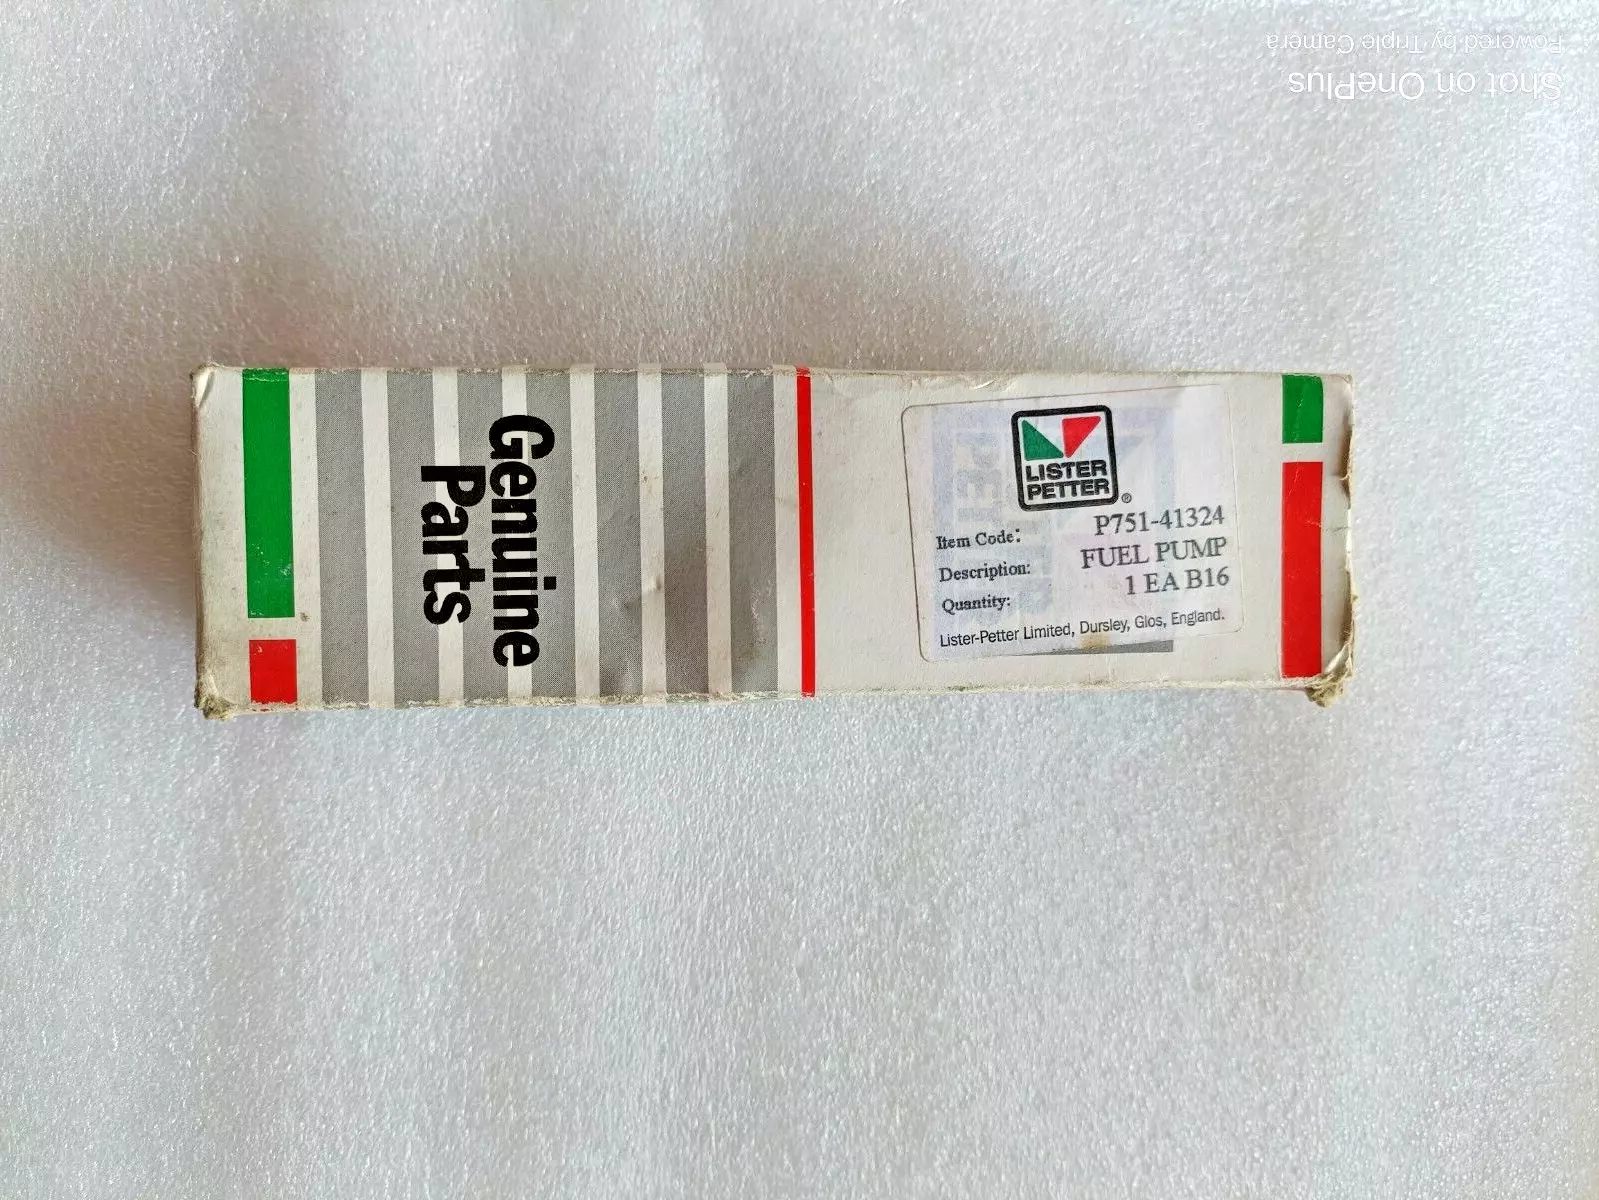 Shot on OnePlus
Powered by Triple Camera
Genuine
Parts
LISTER
PETTER®
Item Code: P751-41324
Description: FUEL PUMP
Quantity: 1 EA B16
Lister-Petter Limited, Dursley, Glos, England.